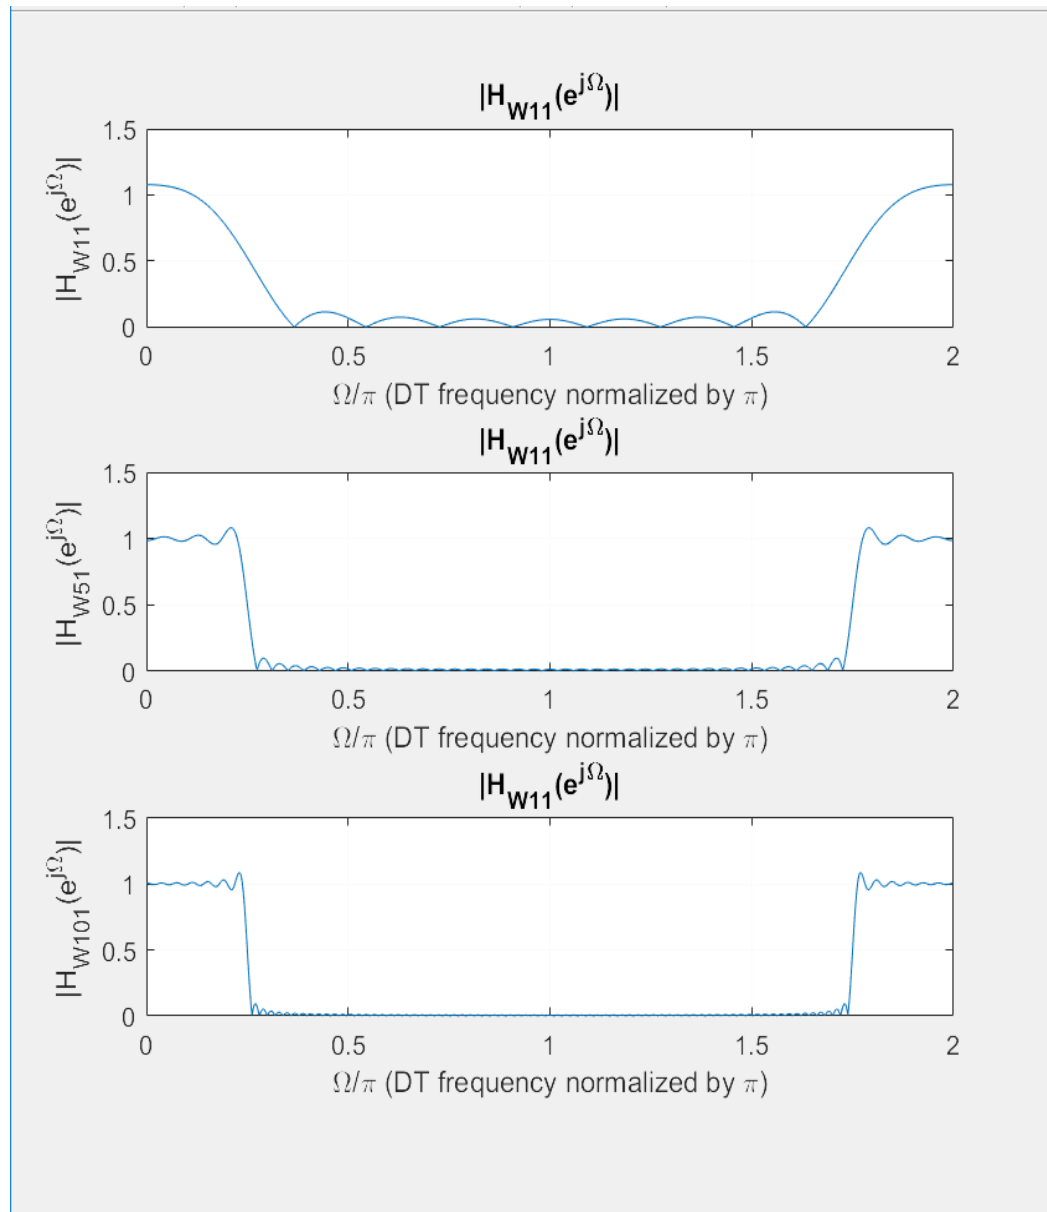 |H_W11(e^jΩ)|
1.5
1
0.5
0
|H_W11(e^jΩ)|
0 0.5 1 1.5 2
Ω/π (DT frequency normalized by π)
|H_W11(e^jΩ)|
1.5
1
0.5
0
|H_W51(e^jΩ)|
0 0.5 1 1.5 2
Ω/π (DT frequency normalized by π)
|H_W11(e^jΩ)|
1.5
1
0.5
0
|H_W101(e^jΩ)|
0 0.5 1 1.5 2
Ω/π (DT frequency normalized by π)